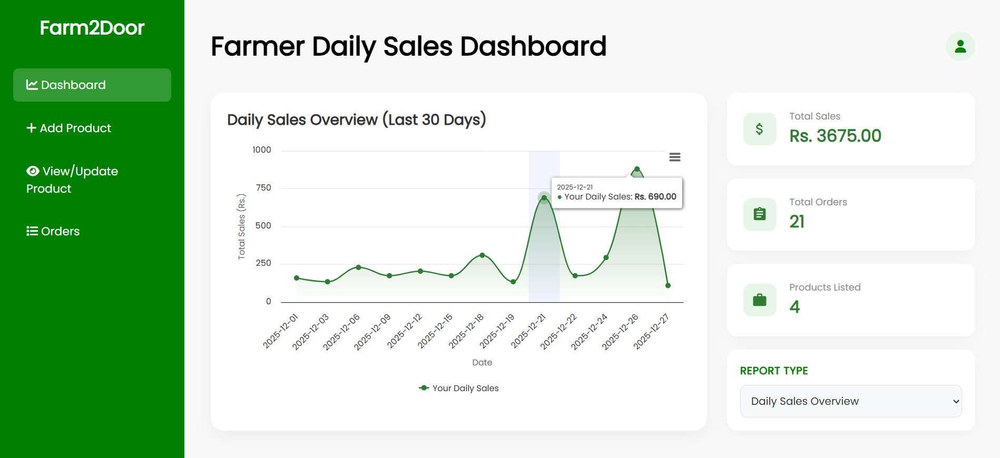 Farm2Door
Dashboard
Add Product
View/Update
Product
Orders
Farmer Daily Sales Dashboard
Daily Sales Overview (Last 30 Days)
1000
750
500
250
0
Total Sales (Rs.)
2025-12-21
Your Daily Sales: Rs. 690.00
2025-12-01
2025-12-03
2025-12-06
2025-12-09
2025-12-12
2025-12-15
2025-12-18
2025-12-19
2025-12-21
2025-12-22
2025-12-24
2025-12-26
2025-12-27
Date
Your Daily Sales
Total Sales
Rs. 3675.00
Total Orders
21
Products Listed
4
REPORT TYPE
Daily Sales Overview